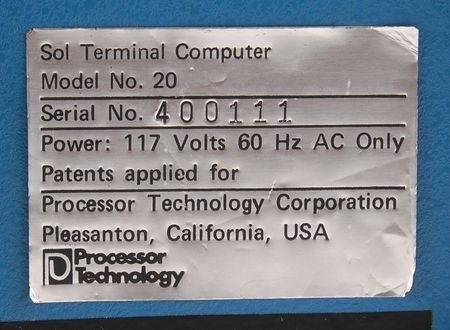 Sol Terminal Computer
Model No. 20
Serial No. 400111
Power: 117 Volts 60 Hz AC Only
Patents applied for
Processor Technology Corporation
Pleasanton, California, USA
Processor
Technology